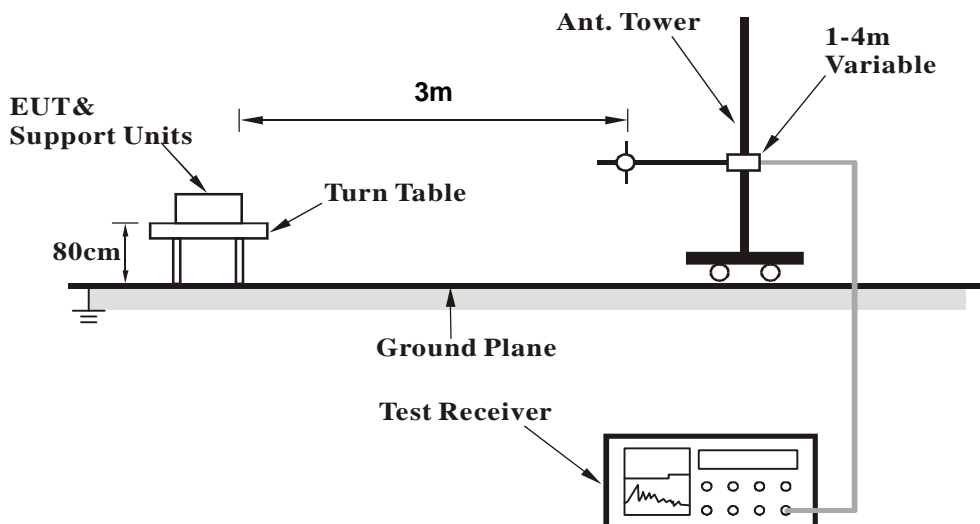 Ant. Tower
1-4m
Variable
3m
EUT&
Support Units
Turn Table
80cm
Ground Plane
Test Receiver